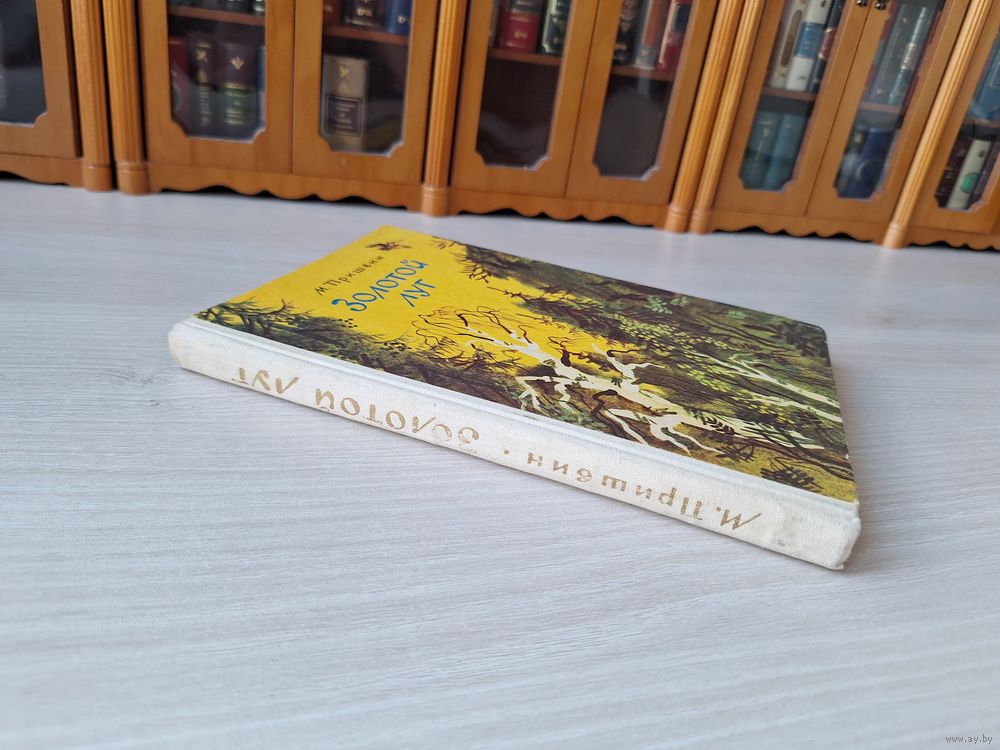 М. Пришвин
Золотой
луг
М. Пришвин · Золотой луг
www.ay.by